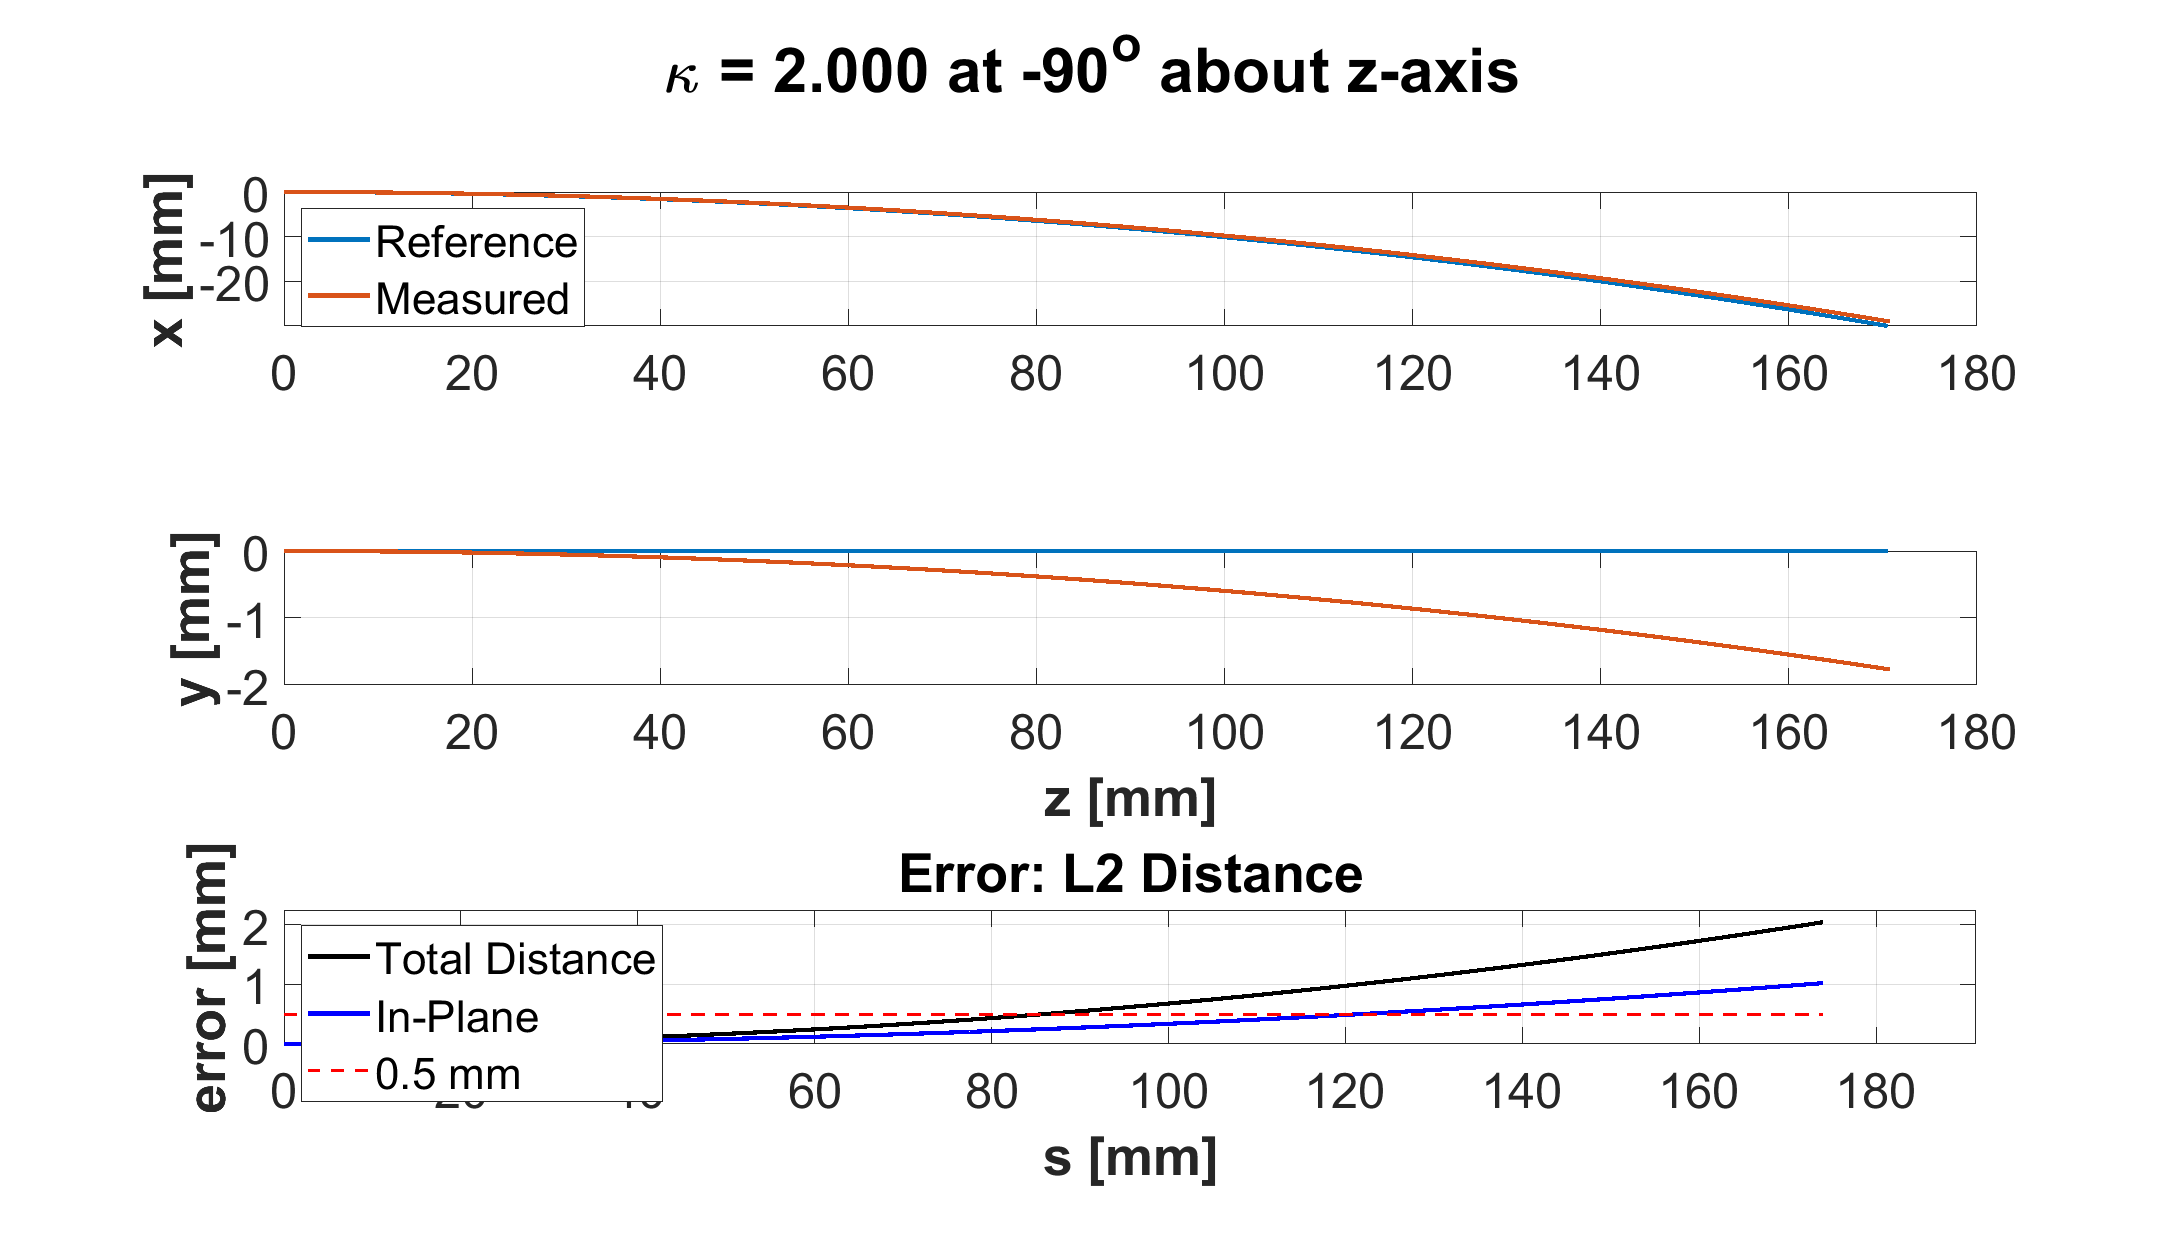 κ = 2.000 at -90° about z-axis
x [mm]
0
-10
-20
Reference
Measured
0 20 40 60 80 100 120 140 160 180
y [mm]
0
-1
-2
0 20 40 60 80 100 120 140 160 180
z [mm]
Error: L2 Distance
error [mm]
2
1
0
Total Distance
In-Plane
0.5 mm
0 20 40 60 80 100 120 140 160 180
s [mm]